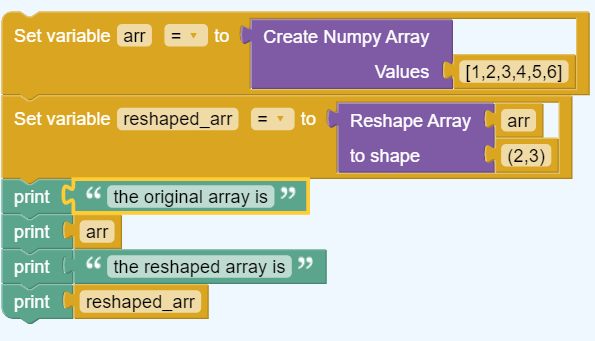 Set variable arr = to Create Numpy Array
Values [1,2,3,4,5,6]
Set variable reshaped_arr = to Reshape Array arr
to shape (2,3)
print “ the original array is ”
print arr
print “ the reshaped array is ”
print reshaped_arr